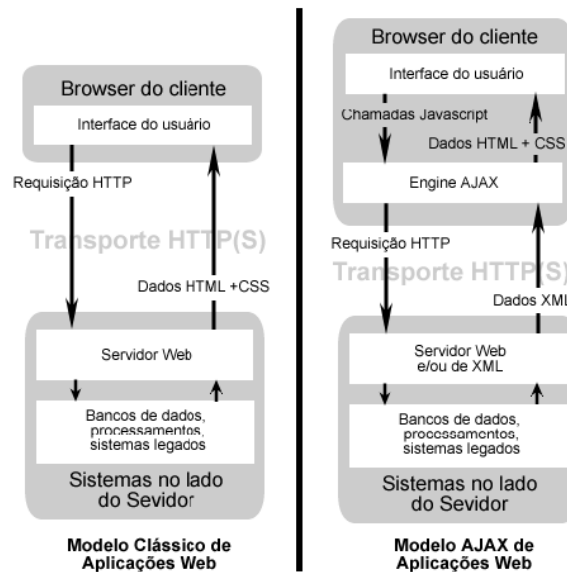 Browser do cliente
Interface do usuário
Requisição HTTP
Transporte HTTP(S)
Dados HTML +CSS
Servidor Web
Bancos de dados,
processamentos,
sistemas legados
Sistemas no lado
do Sevidor
Modelo Clássico de
Aplicações Web
Browser do cliente
Interface do usuário
Chamadas Javascript
Dados HTML + CSS
Engine AJAX
Requisição HTTP
Transporte HTTP(S)
Dados XML
Servidor Web
e/ou de XML
Bancos de dados,
processamentos,
sistemas legados
Sistemas no lado
do Sevidor
Modelo AJAX de
Aplicações Web